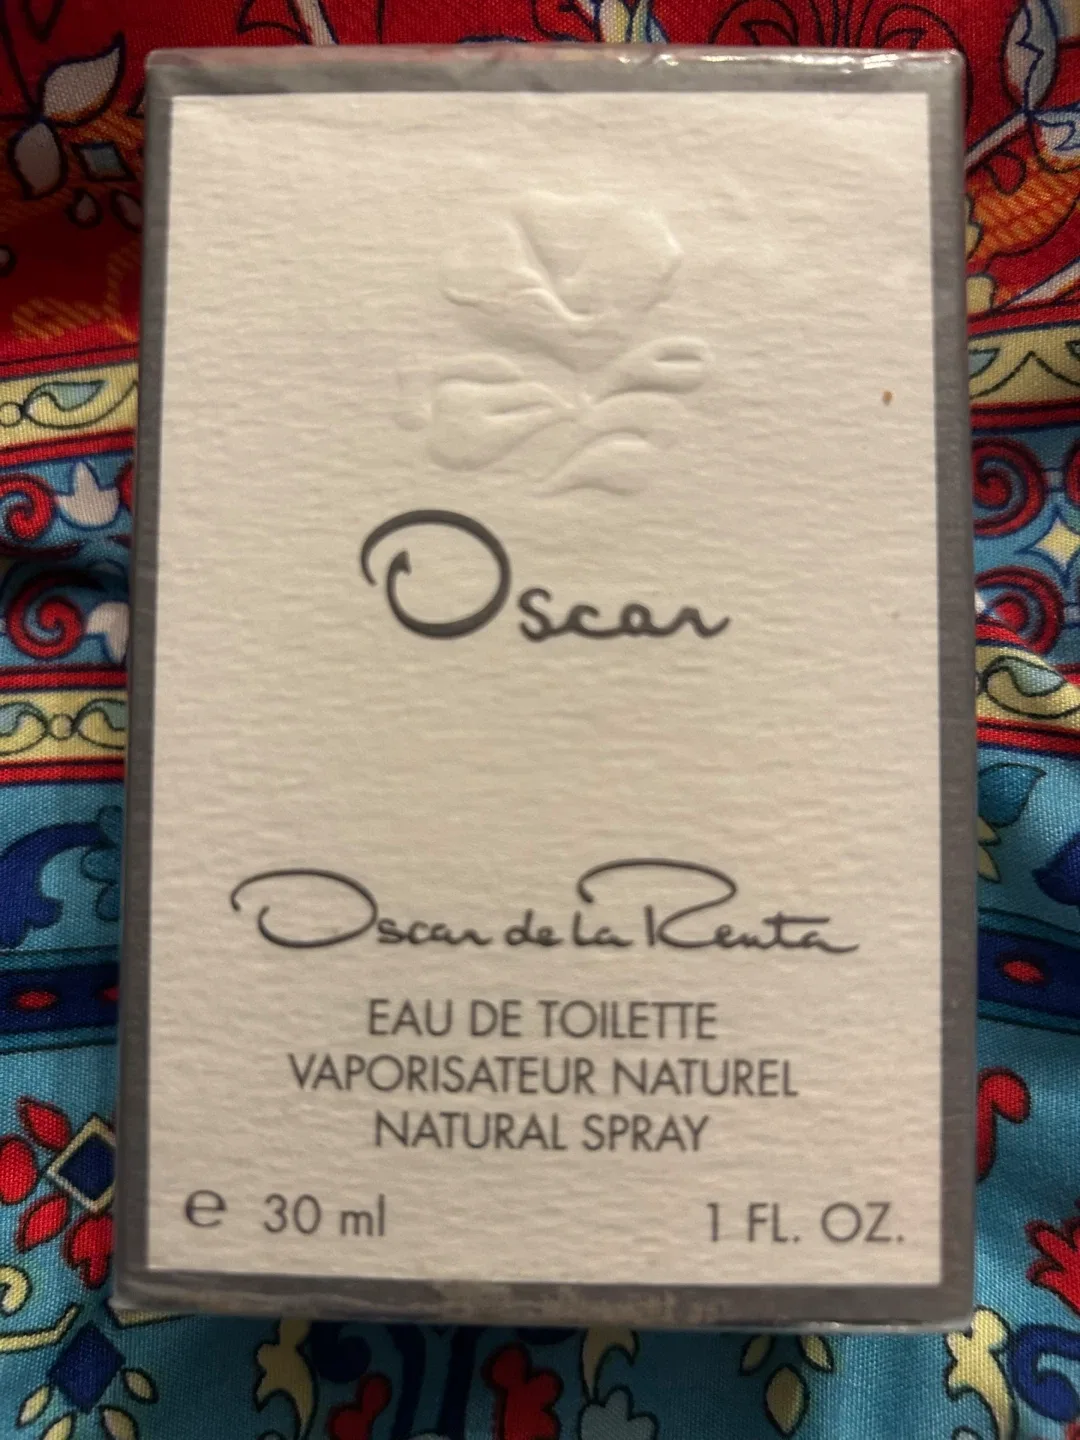 Oscar
Oscar de la Renta
EAU DE TOILETTE
VAPORISATEUR NATUREL
NATURAL SPRAY
℮ 30 ml 1 FL. OZ.